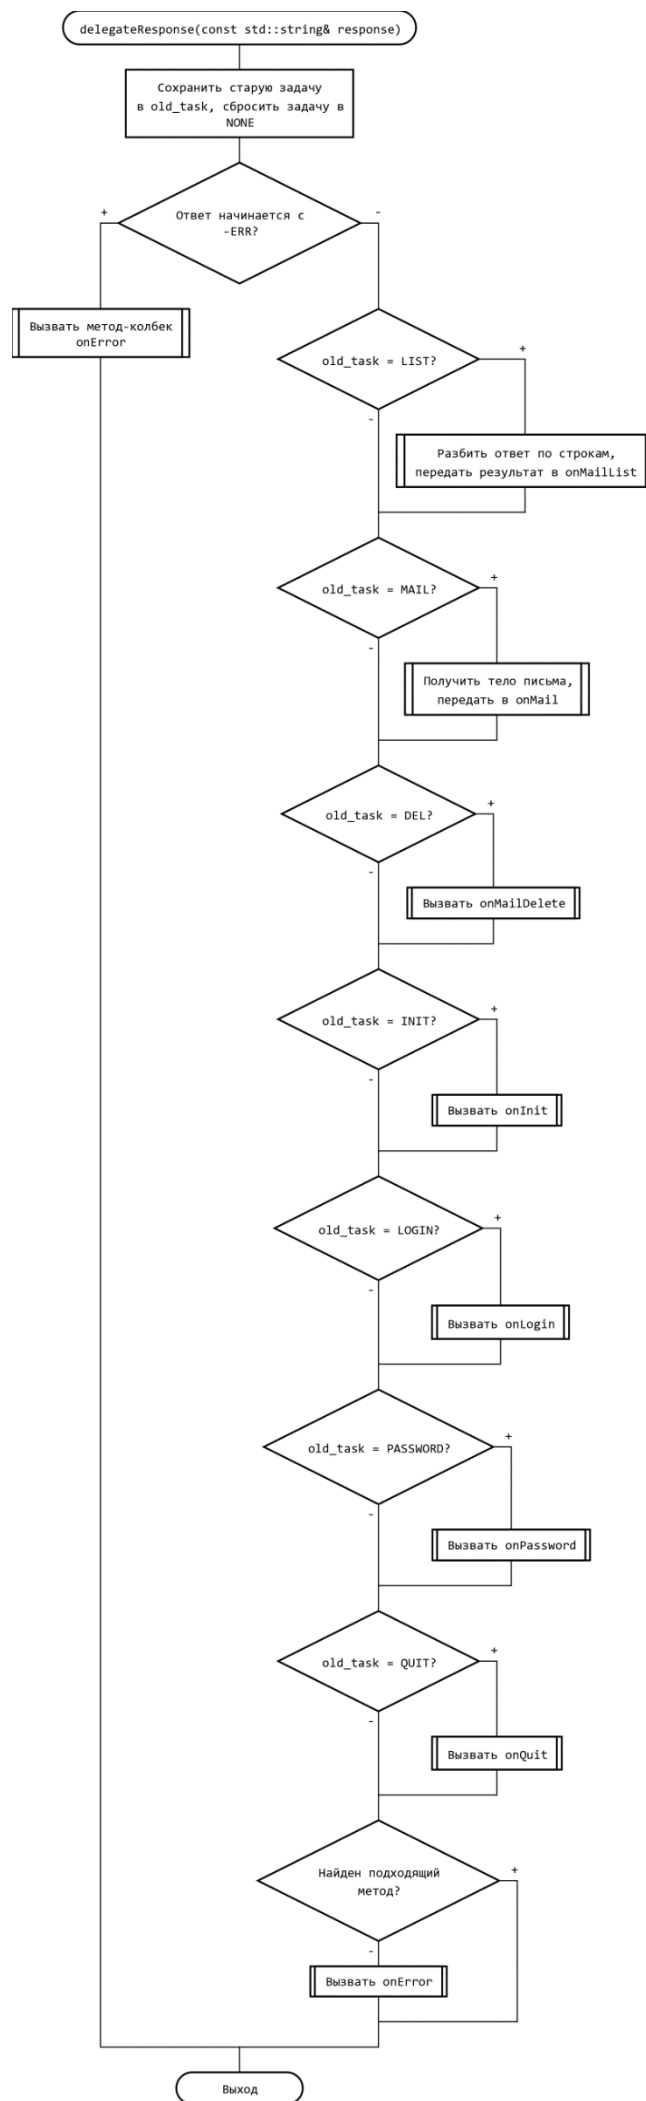 delegateResponse(const std::string& response)
Сохранить старую задачу
в old_task, сбросить задачу в
NONE
Ответ начинается с
-ERR?
+
-
Вызвать метод-колбек
onError
old_task = LIST?
+
-
Разбить ответ по строкам,
передать результат в onMailList
old_task = MAIL?
+
-
Получить тело письма,
передать в onMail
old_task = DEL?
+
-
Вызвать onMailDelete
old_task = INIT?
+
-
Вызвать onInit
old_task = LOGIN?
+
-
Вызвать onLogin
old_task = PASSWORD?
+
-
Вызвать onPassword
old_task = QUIT?
+
-
Вызвать onQuit
Найден подходящий
метод?
+
-
Вызвать onError
Выход